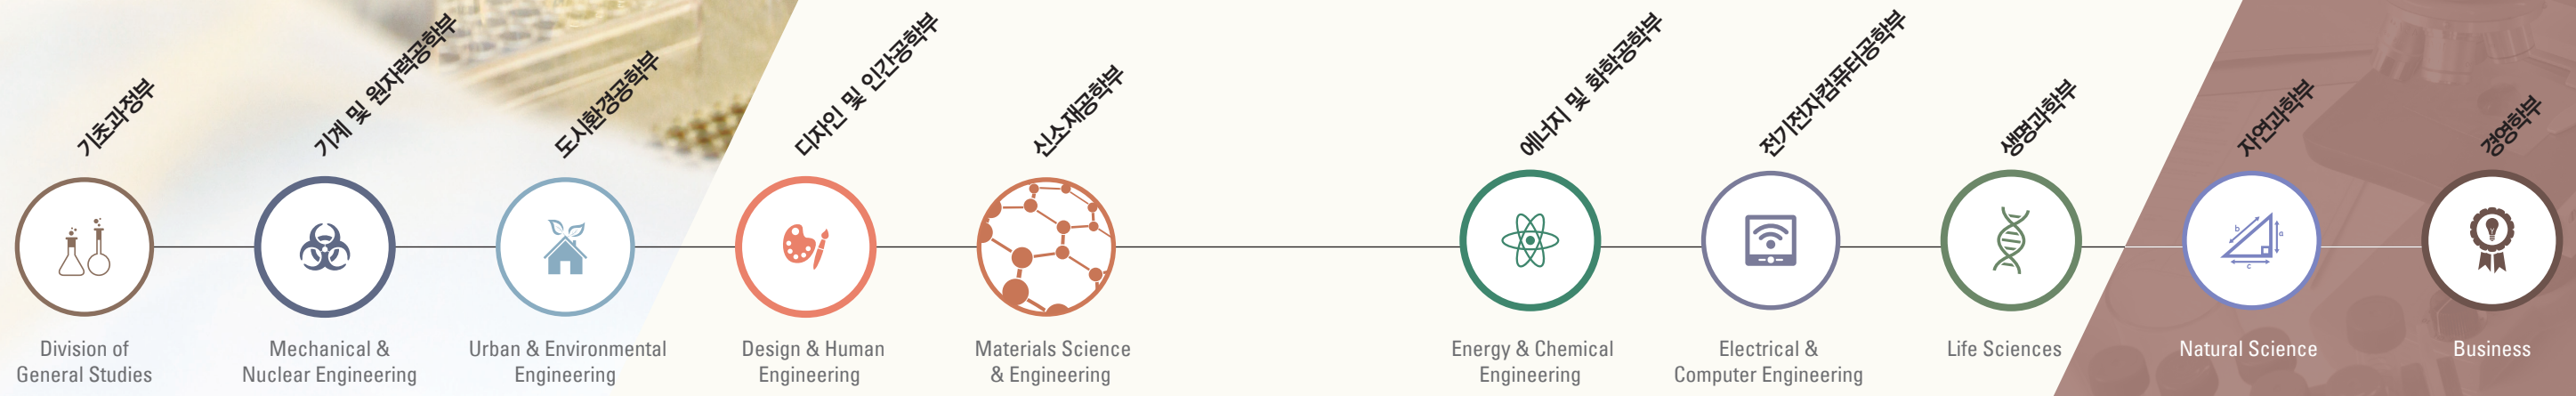 기초과정부
기계 및 원자력공학부
도시환경공학부
디자인 및 인간공학부
신소재공학부
에너지 및 화학공학부
전기전자컴퓨터공학부
생명과학부
자연과학부
경영학부
b
a
c
Division of
General Studies
Mechanical &
Nuclear Engineering
Urban & Environmental
Engineering
Design & Human
Engineering
Materials Science
& Engineering
Energy & Chemical
Engineering
Electrical &
Computer Engineering
Life Sciences
Natural Science
Business